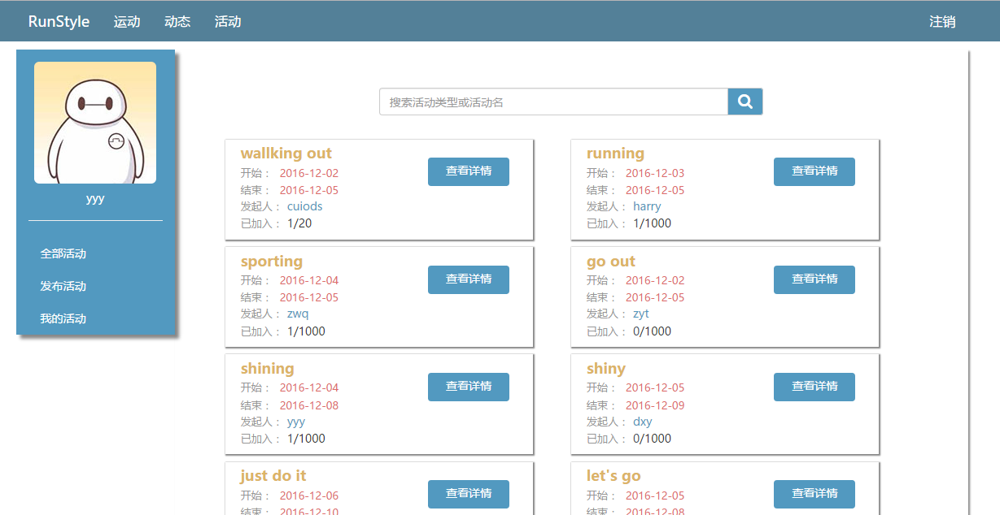 RunStyle 运动 动态 活动 注销
yyy
全部活动
发布活动
我的活动
搜索活动类型或活动名
wallking out
查看详情
开始： 2016-12-02
结束： 2016-12-05
发起人： cuiods
已加入： 1/20
running
查看详情
开始： 2016-12-03
结束： 2016-12-05
发起人： harry
已加入： 1/1000
sporting
查看详情
开始： 2016-12-04
结束： 2016-12-05
发起人： zwq
已加入： 1/1000
go out
查看详情
开始： 2016-12-02
结束： 2016-12-05
发起人： zyt
已加入： 0/1000
shining
查看详情
开始： 2016-12-04
结束： 2016-12-08
发起人： yyy
已加入： 1/1000
shiny
查看详情
开始： 2016-12-05
结束： 2016-12-09
发起人： dxy
已加入： 0/1000
just do it
查看详情
开始： 2016-12-06
结束： 2016-12-10
let's go
查看详情
开始： 2016-12-05
结束： 2016-12-08